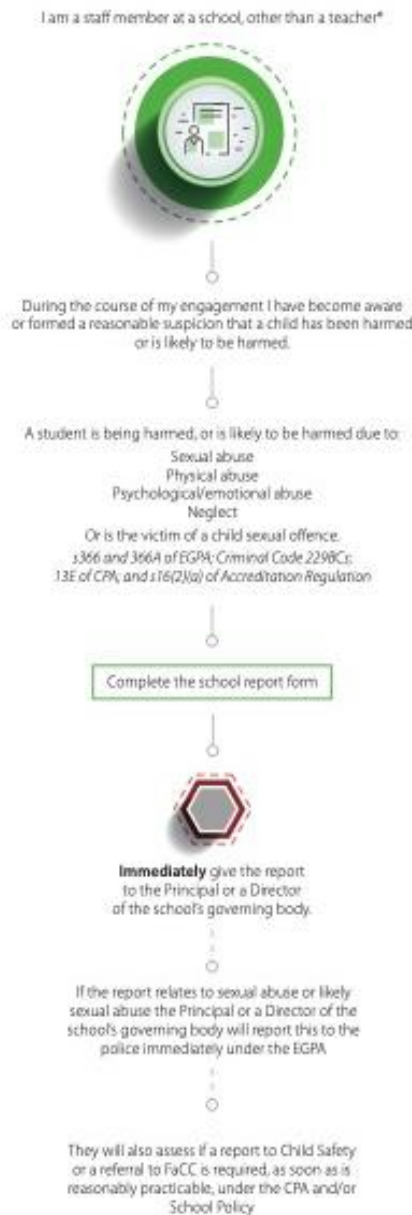 I am a staff member at a school, other than a teacher*
During the course of my engagement I have become aware
or formed a reasonable suspicion that a child has been harmed
or is likely to be harmed.
A student is being harmed, or is likely to be harmed due to:
Sexual abuse
Physical abuse
Psychological/emotional abuse
Neglect
Or is the victim of a child sexual offence.
s366 and 366A of EGPA; Criminal Code 229BCs;
13E of CPA; and s16(2)(a) of Accreditation Regulation
Complete the school report form
Immediately give the report
to the Principal or a Director
of the school's governing body.
If the report relates to sexual abuse or likely
sexual abuse the Principal or a Director of the
school's governing body will report this to the
police immediately under the EGPA
They will also assess if a report to Child Safety
or a referral to FaCC is required, as soon as is
reasonably practicable, under the CPA and/or
School Policy